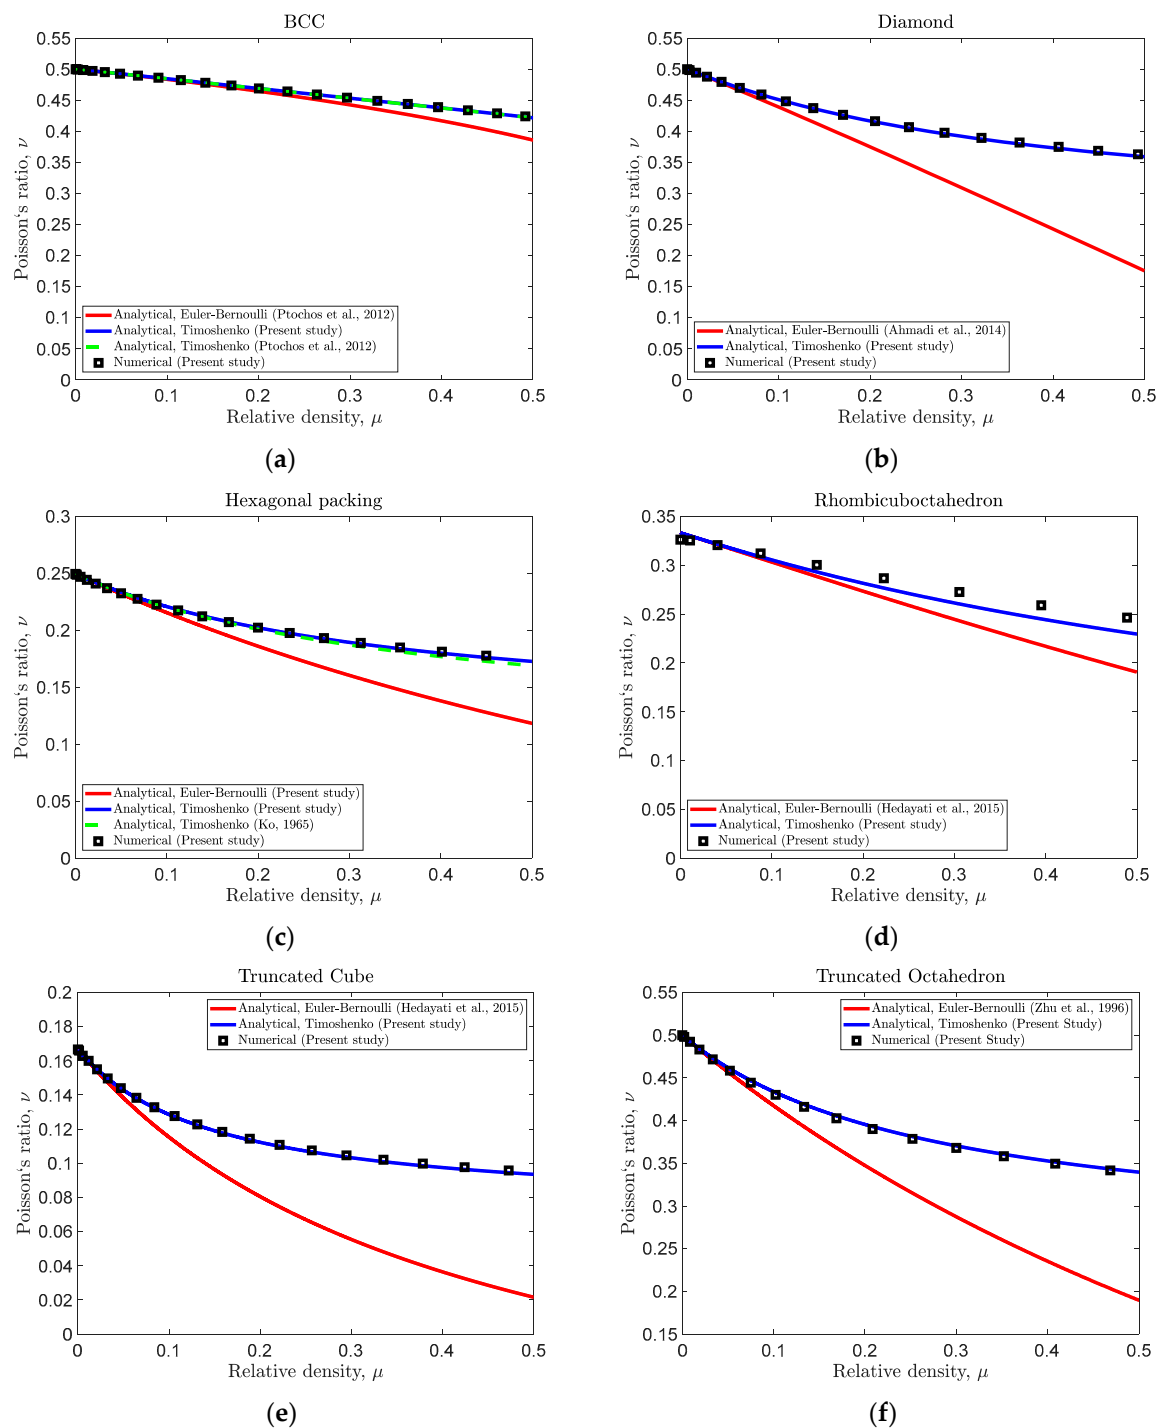 BCC
0.55
0.5
0.45
0.4
0.35
0.3
0.25
0.2
0.15
0.1
0.05
0
Poisson‘s ratio, ν
Analytical, Euler-Bernoulli (Ptochos et al., 2012)
Analytical, Timoshenko (Present study)
Analytical, Timoshenko (Ptochos et al., 2012)
Numerical (Present study)
0 0.1 0.2 0.3 0.4 0.5
Relative density, μ
(a)
Diamond
0.55
0.5
0.45
0.4
0.35
0.3
0.25
0.2
0.15
0.1
0.05
0
Poisson‘s ratio, ν
Analytical, Euler-Bernoulli (Ahmadi et al., 2014)
Analytical, Timoshenko (Present study)
Numerical (Present study)
0 0.1 0.2 0.3 0.4 0.5
Relative density, μ
(b)
Hexagonal packing
0.3
0.25
0.2
0.15
0.1
0.05
0
Poisson‘s ratio, ν
Analytical, Euler-Bernoulli (Present study)
Analytical, Timoshenko (Present study)
Analytical, Timoshenko (Ko, 1965)
Numerical (Present study)
0 0.1 0.2 0.3 0.4 0.5
Relative density, μ
(c)
Rhombicuboctahedron
0.35
0.3
0.25
0.2
0.15
0.1
0.05
0
Poisson‘s ratio, ν
Analytical, Euler-Bernoulli (Hedayati et al., 2015)
Analytical, Timoshenko (Present study)
Numerical (Present study)
0 0.1 0.2 0.3 0.4 0.5
Relative density, μ
(d)
Truncated Cube
0.2
0.18
0.16
0.14
0.12
0.1
0.08
0.06
0.04
0.02
0
Poisson‘s ratio, ν
Analytical, Euler-Bernoulli (Hedayati et al., 2015)
Analytical, Timoshenko (Present study)
Numerical (Present study)
0 0.1 0.2 0.3 0.4 0.5
Relative density, μ
(e)
Truncated Octahedron
0.55
0.5
0.45
0.4
0.35
0.3
0.25
0.2
0.15
Poisson‘s ratio, ν
Analytical, Euler-Bernoulli (Zhu et al., 1996)
Analytical, Timoshenko (Present Study)
Numerical (Present Study)
0 0.1 0.2 0.3 0.4 0.5
Relative density, μ
(f)